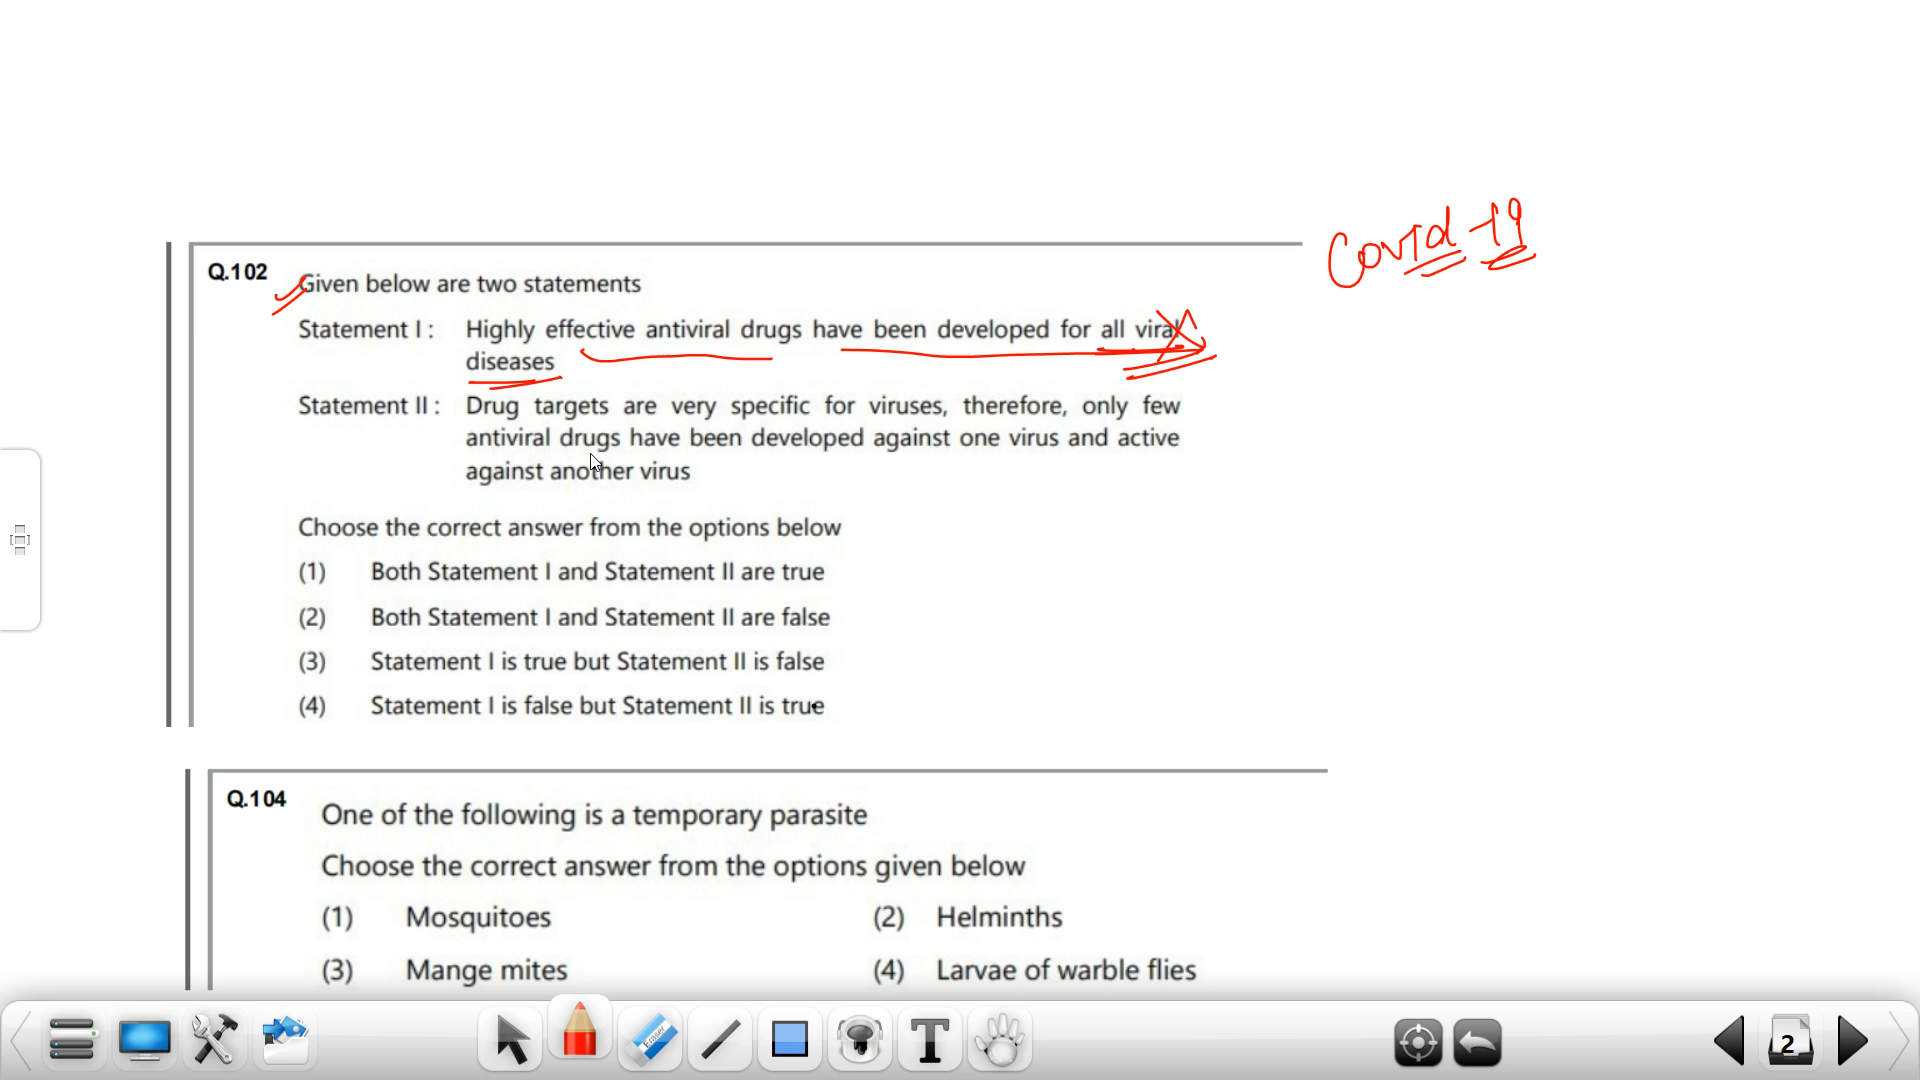 Covid-19
Q.102
Given below are two statements
Statement I : Highly effective antiviral drugs have been developed for all viral
diseases
Statement II : Drug targets are very specific for viruses, therefore, only few
antiviral drugs have been developed against one virus and active
against another virus
Choose the correct answer from the options below
(1) Both Statement I and Statement II are true
(2) Both Statement I and Statement II are false
(3) Statement I is true but Statement II is false
(4) Statement I is false but Statement II is true
Q.104
One of the following is a temporary parasite
Choose the correct answer from the options given below
(1) Mosquitoes (2) Helminths
(3) Mange mites (4) Larvae of warble flies
Eraser
T
2